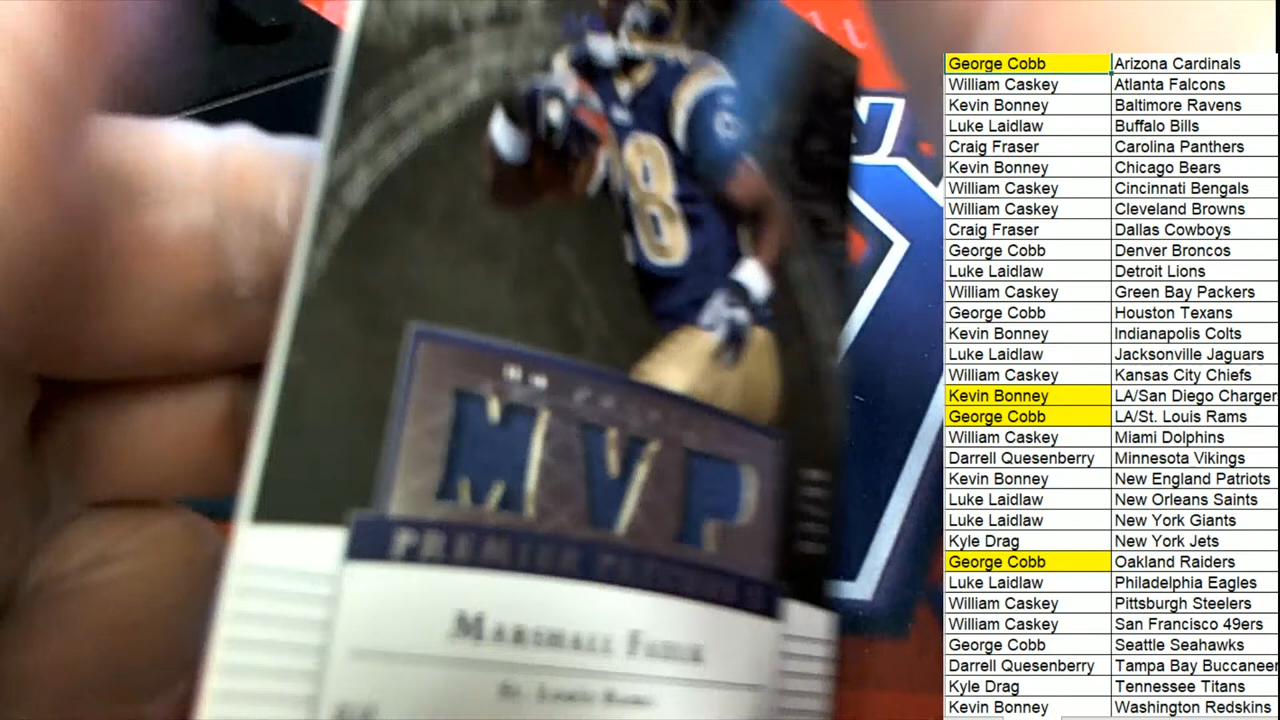 28
MVP
PREMIER
MARSHALL FAULK
St. Louis Rams
George Cobb Arizona Cardinals
William Caskey Atlanta Falcons
Kevin Bonney Baltimore Ravens
Luke Laidlaw Buffalo Bills
Craig Fraser Carolina Panthers
Kevin Bonney Chicago Bears
William Caskey Cincinnati Bengals
William Caskey Cleveland Browns
Craig Fraser Dallas Cowboys
George Cobb Denver Broncos
Luke Laidlaw Detroit Lions
William Caskey Green Bay Packers
George Cobb Houston Texans
Kevin Bonney Indianapolis Colts
Luke Laidlaw Jacksonville Jaguars
William Caskey Kansas City Chiefs
Kevin Bonney LA/San Diego Charger
George Cobb LA/St. Louis Rams
William Caskey Miami Dolphins
Darrell Quesenberry Minnesota Vikings
Kevin Bonney New England Patriots
Luke Laidlaw New Orleans Saints
Luke Laidlaw New York Giants
Kyle Drag New York Jets
George Cobb Oakland Raiders
Luke Laidlaw Philadelphia Eagles
William Caskey Pittsburgh Steelers
William Caskey San Francisco 49ers
George Cobb Seattle Seahawks
Darrell Quesenberry Tampa Bay Buccaneer
Kyle Drag Tennessee Titans
Kevin Bonney Washington Redskins